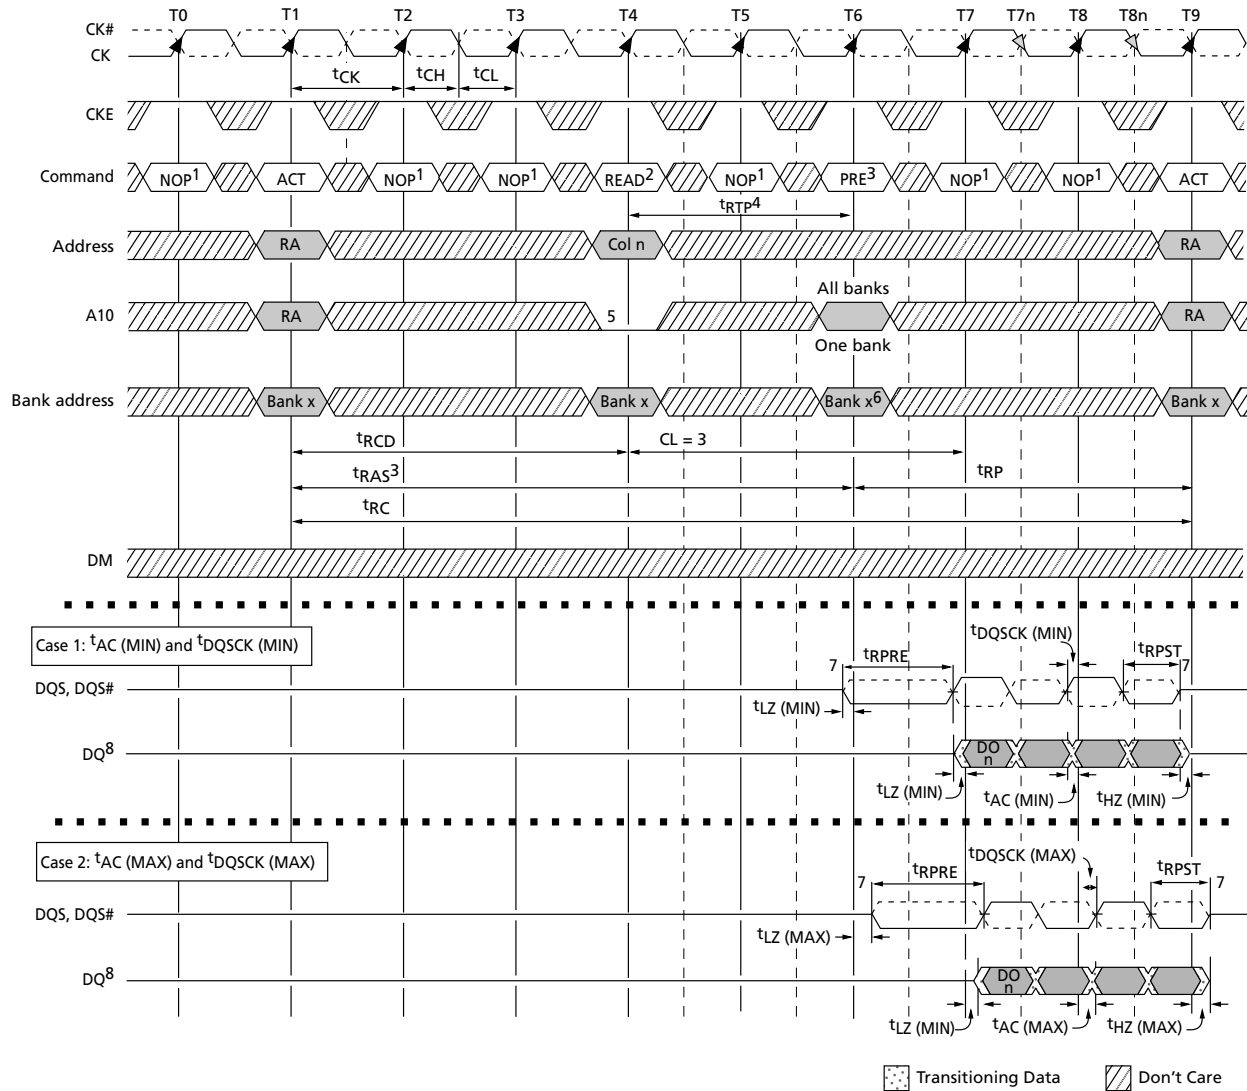 T0 T1 T2 T3 T4 T5 T6 T7 T7n T8 T8n T9
CK#
CK
tCK tCH tCL
CKE
Command NOP1 ACT NOP1 NOP1 READ2 NOP1 PRE3 NOP1 NOP1 ACT
tRTP4
Address RA Col n RA
All banks
A10 RA 5 RA
One bank
Bank address Bank x Bank x Bank x6 Bank x
tRCD CL = 3
tRAS3 tRP
tRC
DM
Case 1: tAC (MIN) and tDQSCK (MIN)
tDQSCK (MIN)
7 tRPRE tRPST 7
DQS, DQS#
tLZ (MIN)
DQ8 DO n
tLZ (MIN) tAC (MIN) tHZ (MIN)
Case 2: tAC (MAX) and tDQSCK (MAX)
tDQSCK (MAX)
7 tRPRE tRPST 7
DQS, DQS#
tLZ (MAX)
DQ8 DO n
tLZ (MIN) tAC (MAX) tHZ (MAX)
Transitioning Data Don't Care